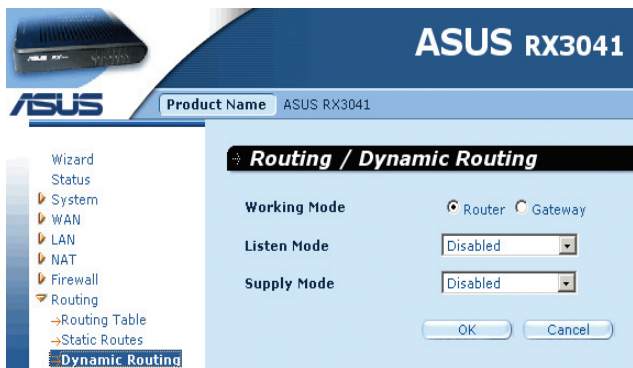 ASUS RX3041
ASUS
Product Name ASUS RX3041
Wizard
Status
System
WAN
LAN
NAT
Firewall
Routing
Routing Table
Static Routes
Dynamic Routing
Routing / Dynamic Routing
Working Mode Router Gateway
Listen Mode Disabled
Supply Mode Disabled
OK Cancel